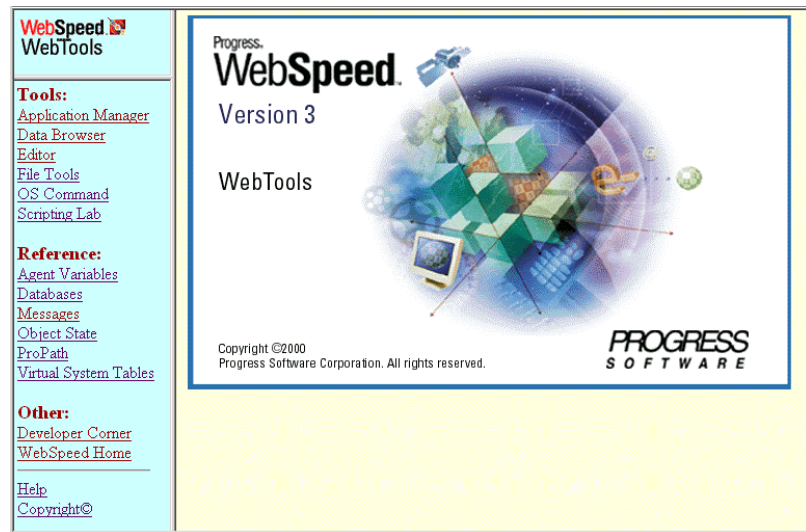 WebSpeed
WebTools
Tools:
Application Manager
Data Browser
Editor
File Tools
OS Command
Scripting Lab
Reference:
Agent Variables
Databases
Messages
Object State
ProPath
Virtual System Tables
Other:
Developer Corner
WebSpeed Home
Help
Copyright©
Progress.
WebSpeed™
Version 3
WebTools
Copyright ©2000
Progress Software Corporation. All rights reserved.
PROGRESS
SOFTWARE